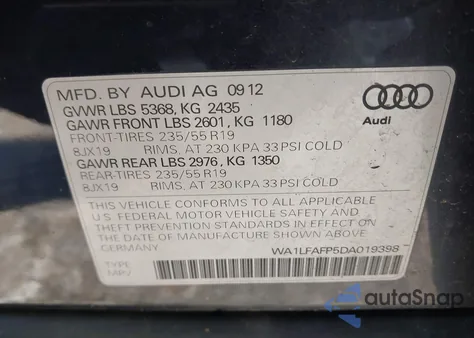 MFD. BY AUDI AG 09 12
GVWR LBS 5368, KG 2435
GAWR FRONT LBS 2601, KG 1180
FRONT-TIRES 235/55 R19
8JX19 RIMS, AT 230 KPA 33 PSI COLD
GAWR REAR LBS 2976, KG 1350
REAR-TIRES 235/55 R19
8JX19 RIMS, AT 230 KPA 33 PSI COLD
Audi
THIS VEHICLE CONFORMS TO ALL APPLICABLE
U.S. FEDERAL MOTOR VEHICLE SAFETY AND
THEFT PREVENTION STANDARDS IN EFFECT ON
THE DATE OF MANUFACTURE SHOWN ABOVE
GERMANY
WA1LFAFP5DA019398
TYPE
MPV
autoSnap